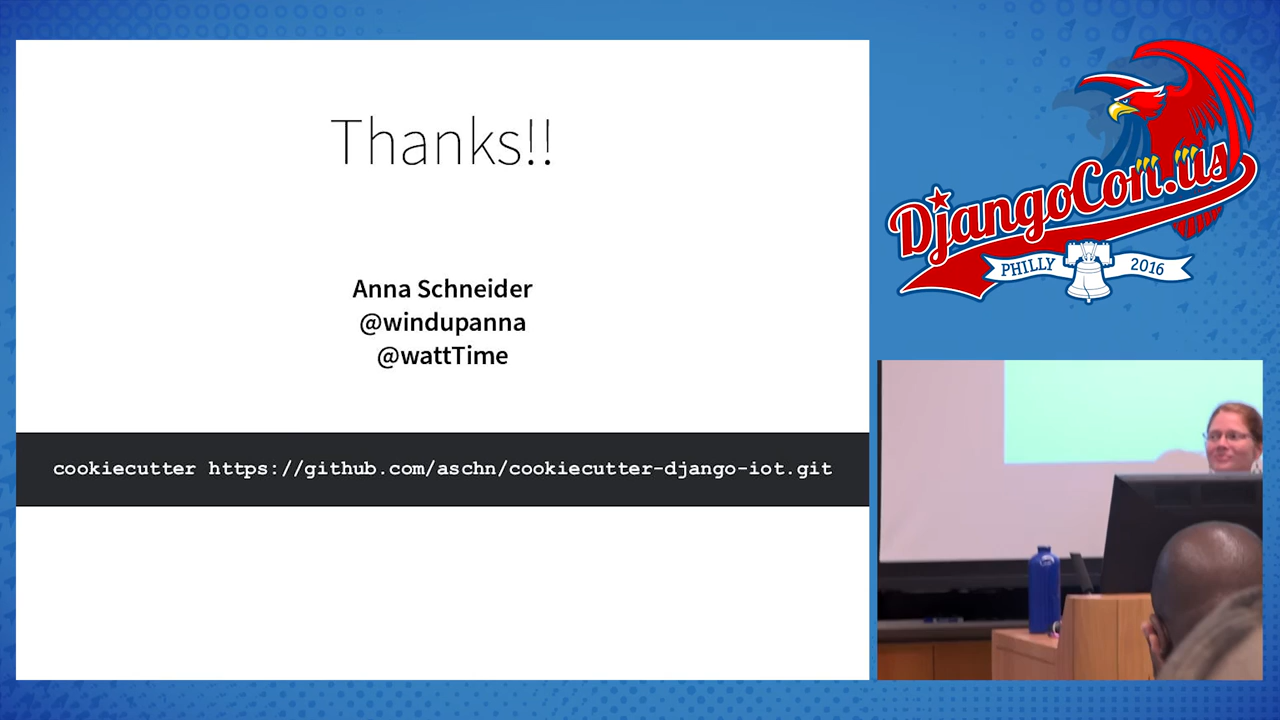 Thanks!!
Anna Schneider
@windupanna
@wattTime
cookiecutter https://github.com/aschn/cookiecutter-django-iot.git
DjangoCon.us
PHILLY 2016